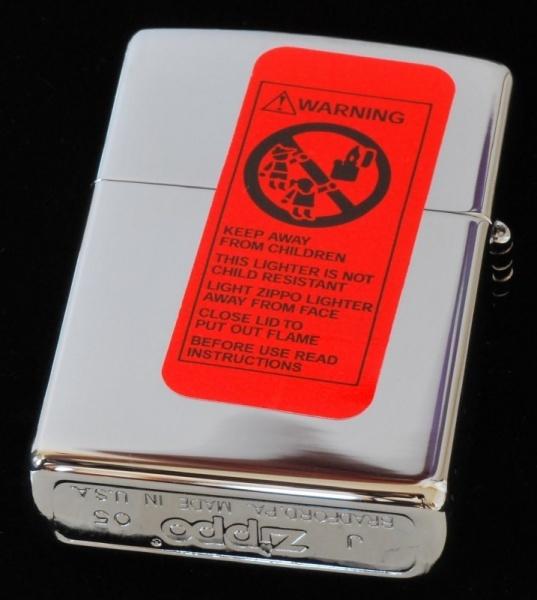 WARNING
KEEP AWAY
FROM CHILDREN
THIS LIGHTER IS NOT
CHILD RESISTANT
LIGHT ZIPPO LIGHTER
AWAY FROM FACE
CLOSE LID TO
PUT OUT FLAME
BEFORE USE READ
INSTRUCTIONS
BRADFORD,PA. MADE IN U.S.A.
J Zippo 05